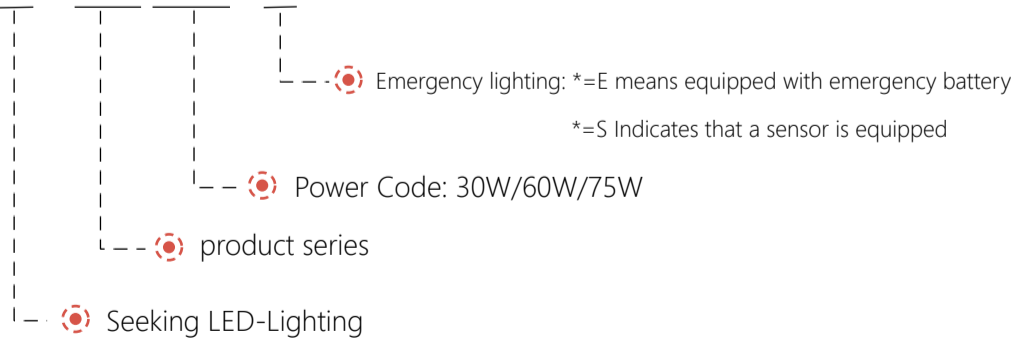 Emergency lighting: *=E means equipped with emergency battery
*=S Indicates that a sensor is equipped
Power Code: 30W/60W/75W
product series
Seeking LED-Lighting